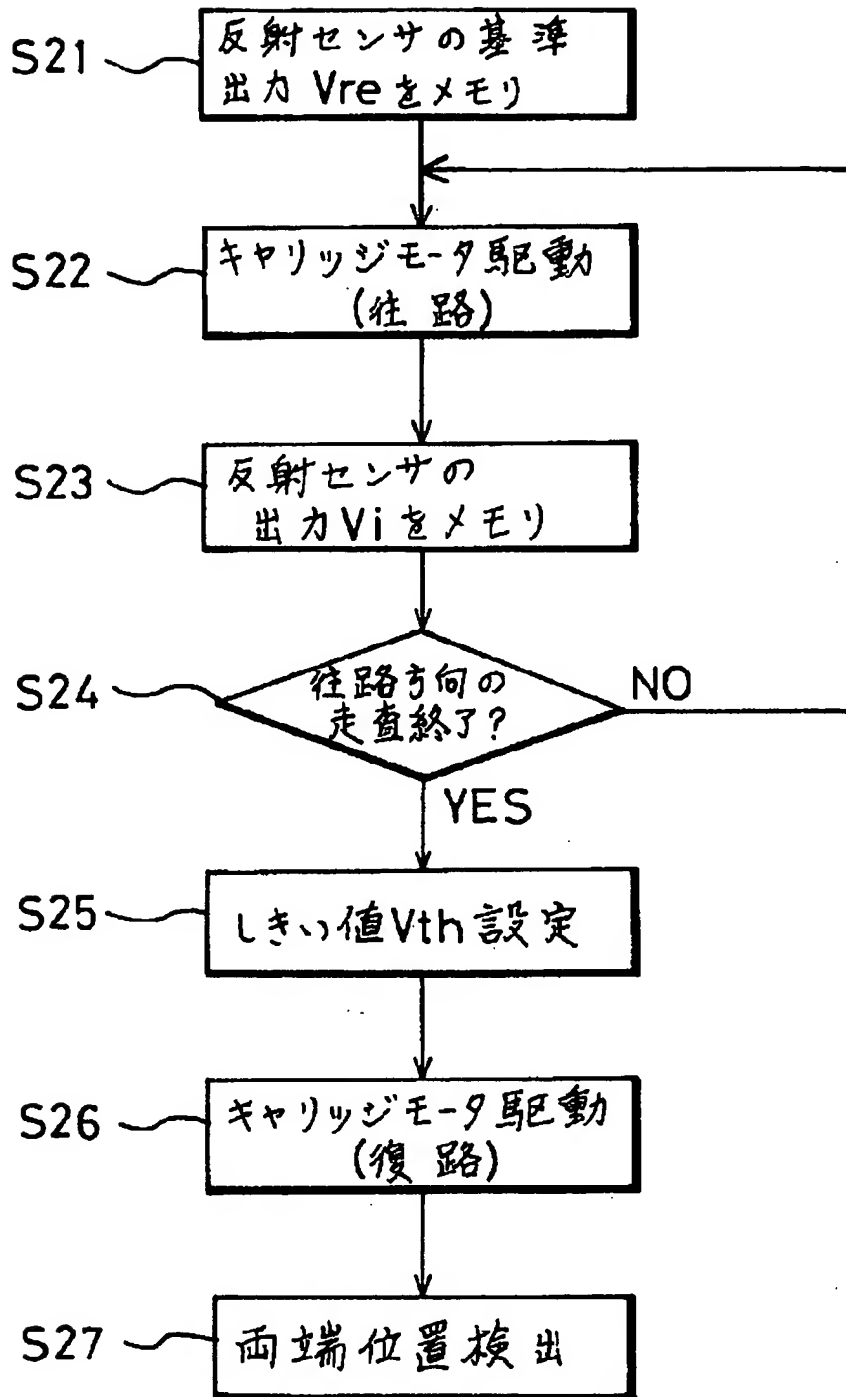 S21
反射センサの基準
出力 Vreをメモリ
S22
キャリッジモータ駆動
(往路)
S23
反射センサの
出力Viをメモリ
S24
往路方向の
走査終了?
NO
YES
S25
しきい値Vth設定
S26
キャリッジモータ駆動
(復路)
S27
両端位置検出